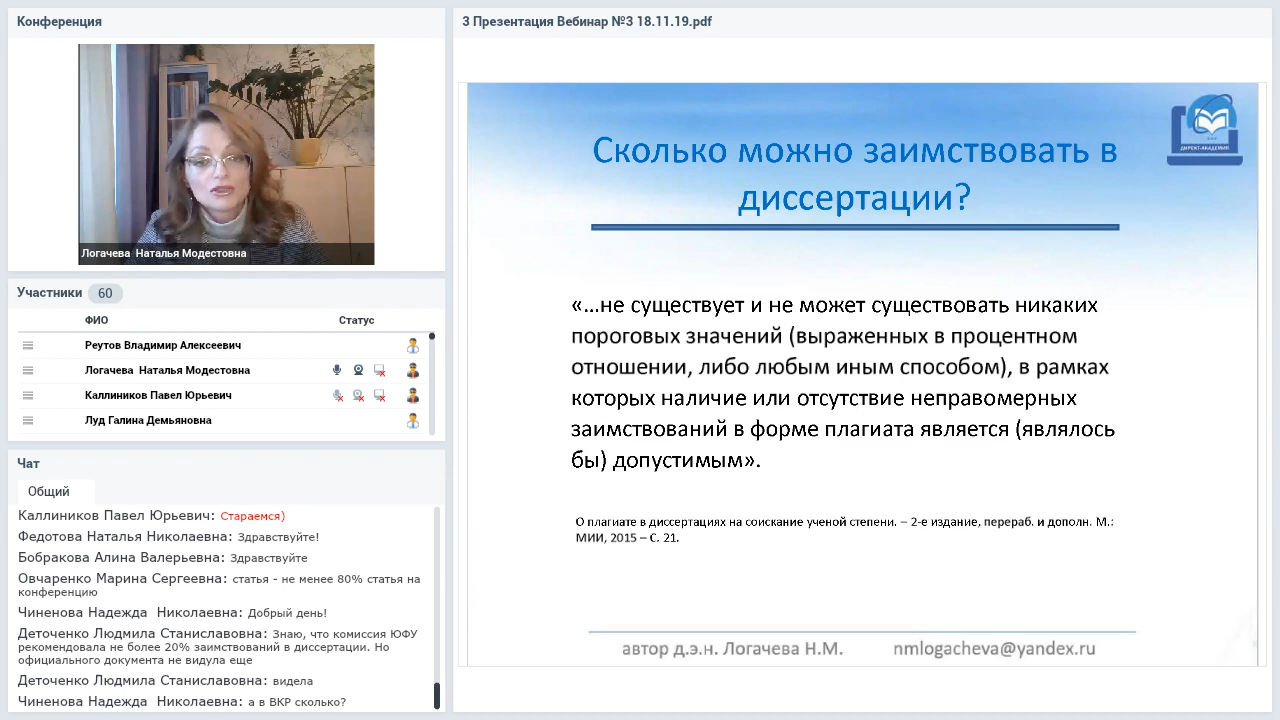 Конференция
Логачева  Наталья Модестовна
Участники 60
ФИО Статус
Реутов Владимир Алексеевич
Логачева  Наталья Модестовна
Каллиников Павел Юрьевич
Луд Галина Демьяновна
Чат
Общий
Каллиников Павел Юрьевич: Стараемся)
Федотова Наталья Николаевна: Здравствуйте!
Бобракова Алина Валерьевна: Здравствуйте
Овчаренко Марина Сергеевна: статья - не менее 80% статья на
конференцию
Чиненова Надежда  Николаевна: Добрый день!
Деточенко Людмила Станиславовна: Знаю, что комиссия ЮФУ
рекомендовала не более 20% заимствований в диссертации. Но
официального документа не видула еще
Деточенко Людмила Станиславовна: видела
Чиненова Надежда  Николаевна: а в ВКР сколько?
3 Презентация Вебинар №3 18.11.19.pdf
ДИРЕКТ-АКАДЕМИЯ
Сколько можно заимствовать в
диссертации?
«…не существует и не может существовать никаких
пороговых значений (выраженных в процентном
отношении, либо любым иным способом), в рамках
которых наличие или отсутствие неправомерных
заимствований в форме плагиата является (являлось
бы) допустимым».
О плагиате в диссертациях на соискание ученой степени. – 2-е издание, перераб. и дополн. М.:
МИИ, 2015 – С. 21.
автор д.э.н. Логачева Н.М. nmlogacheva@yandex.ru